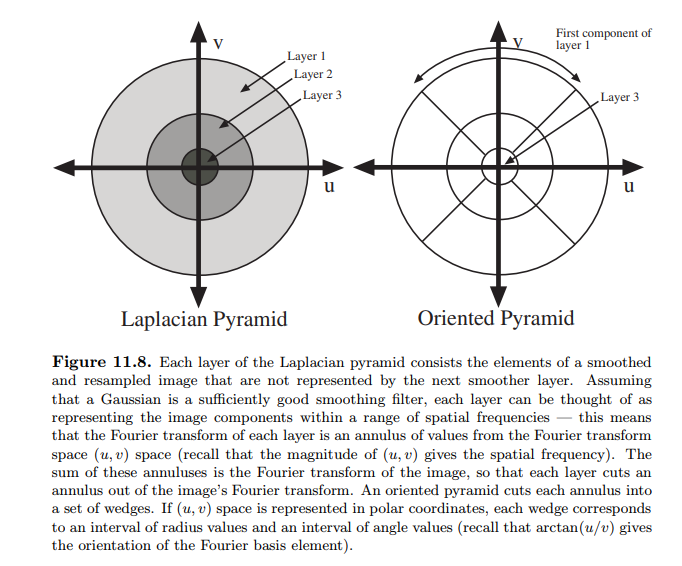 v
Layer 1
Layer 2
Layer 3
u
Laplacian Pyramid
First component of
layer 1
v
Layer 3
u
Oriented Pyramid
Figure 11.8. Each layer of the Laplacian pyramid consists the elements of a smoothed
and resampled image that are not represented by the next smoother layer. Assuming
that a Gaussian is a sufficiently good smoothing filter, each layer can be thought of as
representing the image components within a range of spatial frequencies — this means
that the Fourier transform of each layer is an annulus of values from the Fourier transform
space (u, v) space (recall that the magnitude of (u, v) gives the spatial frequency). The
sum of these annuluses is the Fourier transform of the image, so that each layer cuts an
annulus out of the image's Fourier transform. An oriented pyramid cuts each annulus into
a set of wedges. If (u, v) space is represented in polar coordinates, each wedge corresponds
to an interval of radius values and an interval of angle values (recall that arctan(u/v) gives
the orientation of the Fourier basis element).